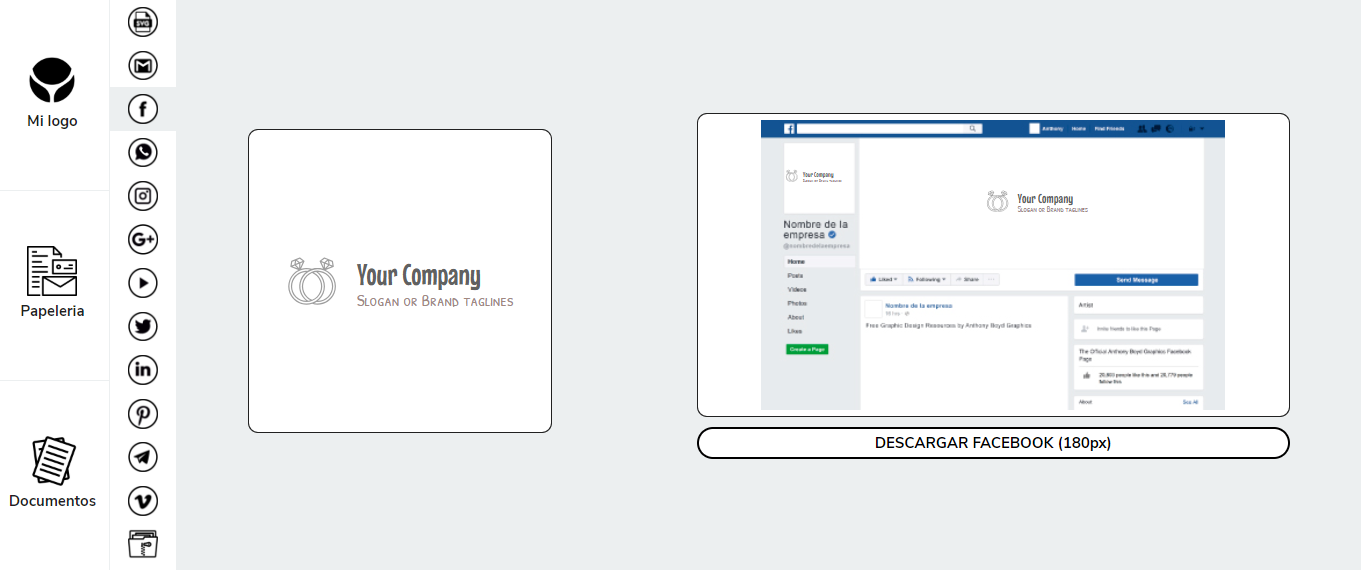 Mi logo
Papeleria
Documentos
SVG
Your Company
Slogan or Brand taglines
Anthony Home Find Friends
Your Company
Slogan or Brand taglines
Your Company
Slogan or Brand taglines
Nombre de la
empresa
@nombredelaempresa
Home
Posts
Videos
Photos
About
Likes
Create a Page
Liked Following Share
Send Message
Nombre de la empresa
Free Graphic Design Resources by Anthony Boyd Graphics
Artist
Invite friends to like this Page
The Official Anthony Boyd Graphics Facebook
Page
people like this and people
follow this
About See All
DESCARGAR FACEBOOK (180px)